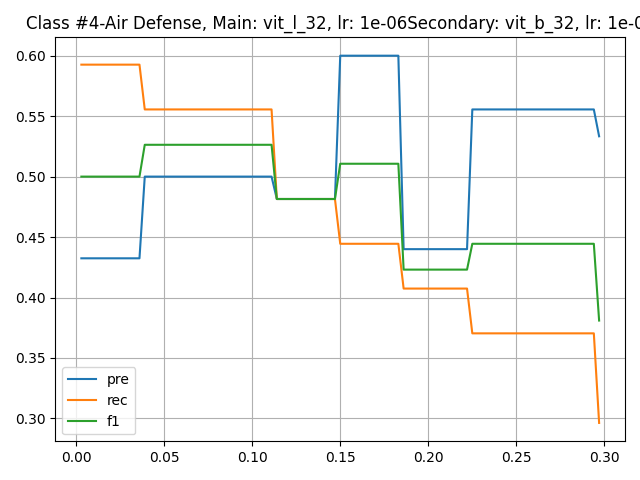 Class #4-Air Defense, Main: vit_l_32, lr: 1e-06Secondary: vit_b_32, lr: 1e-0
0.60
0.55
0.50
0.45
0.40
0.35
0.30
pre
rec
f1
0.00 0.05 0.10 0.15 0.20 0.25 0.30